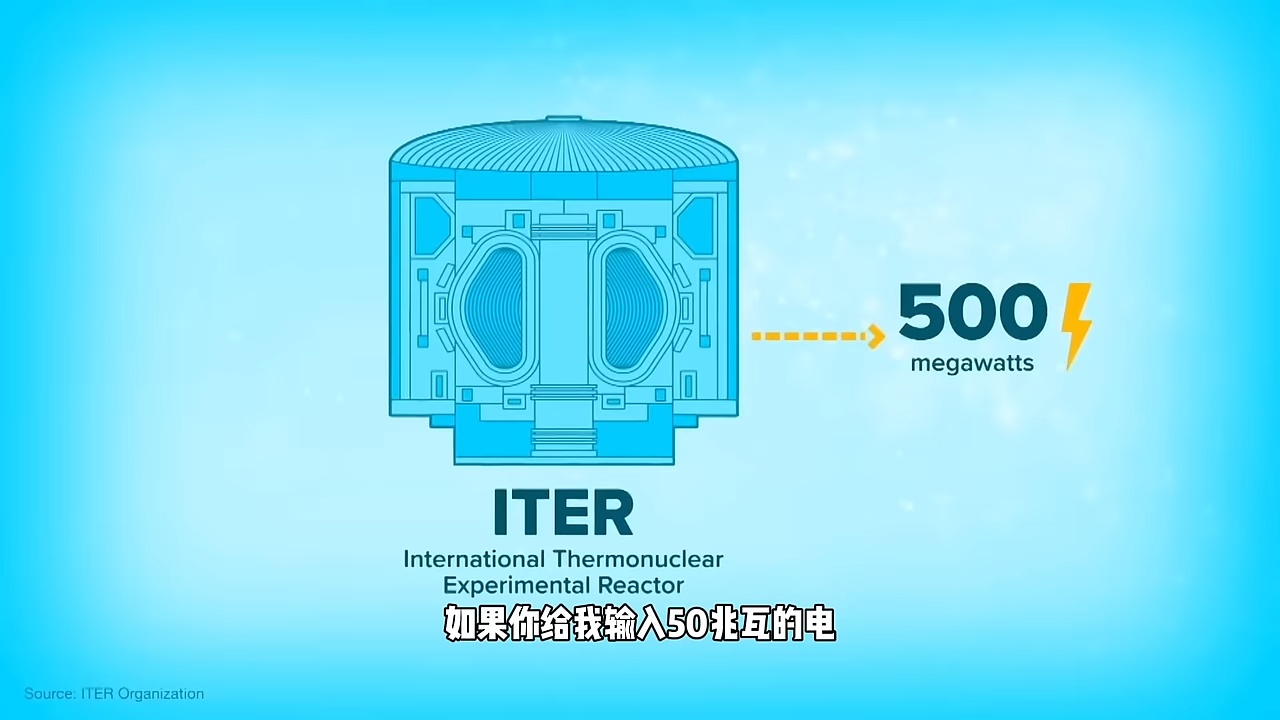 500
megawatts
ITER
International Thermonuclear
Experimental Reactor
如果你给我输入50兆瓦的电
Source: ITER Organization